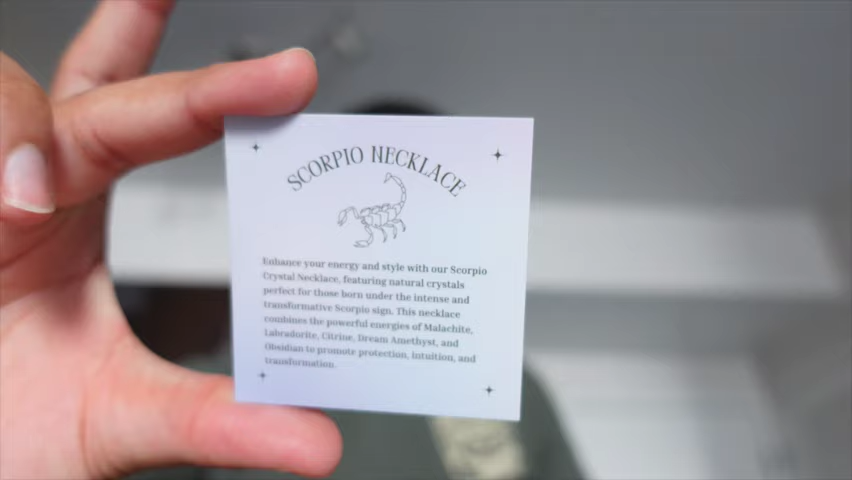 SCORPIO NECKLACE
Enhance your energy and style with our Scorpio
Crystal Necklace, featuring natural crystals
perfect for those born under the intense and
transformative Scorpio sign. This necklace
combines the powerful energies of Malachite,
Labradorite, Citrine, Dream Amethyst, and
Obsidian to promote protection, intuition, and
transformation.